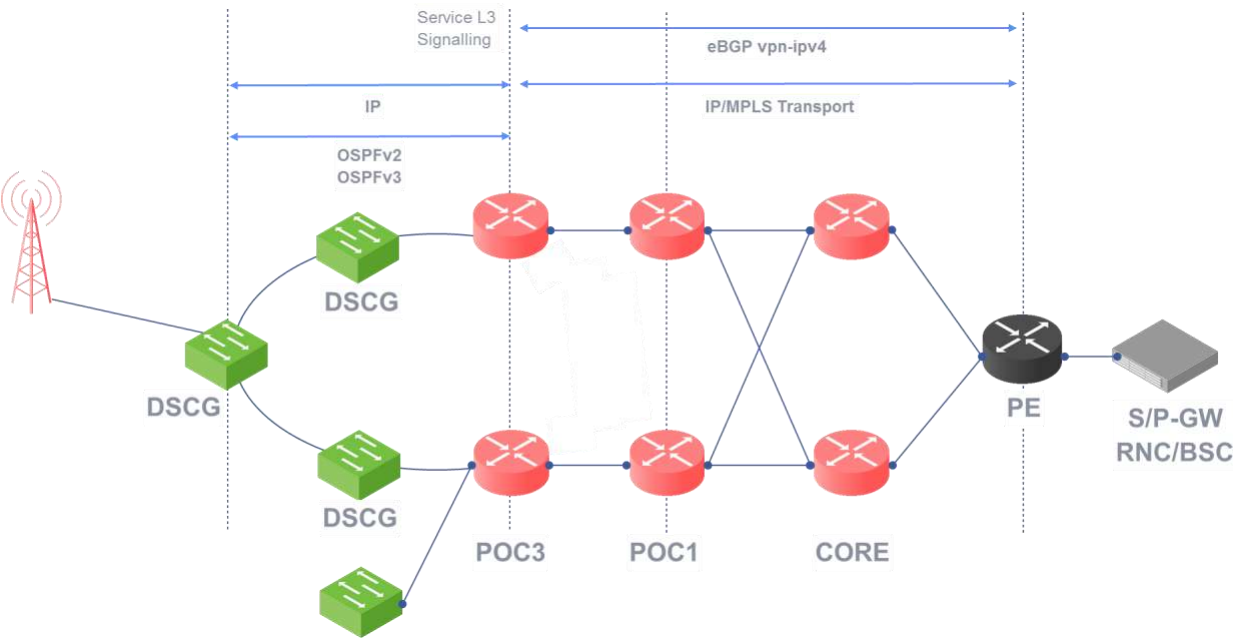 Service L3
Signalling
eBGP vpn-ipv4
IP
IP/MPLS Transport
OSPFv2
OSPFv3
DSCG
DSCG
DSCG
PE
S/P-GW
RNC/BSC
POC3
POC1
CORE